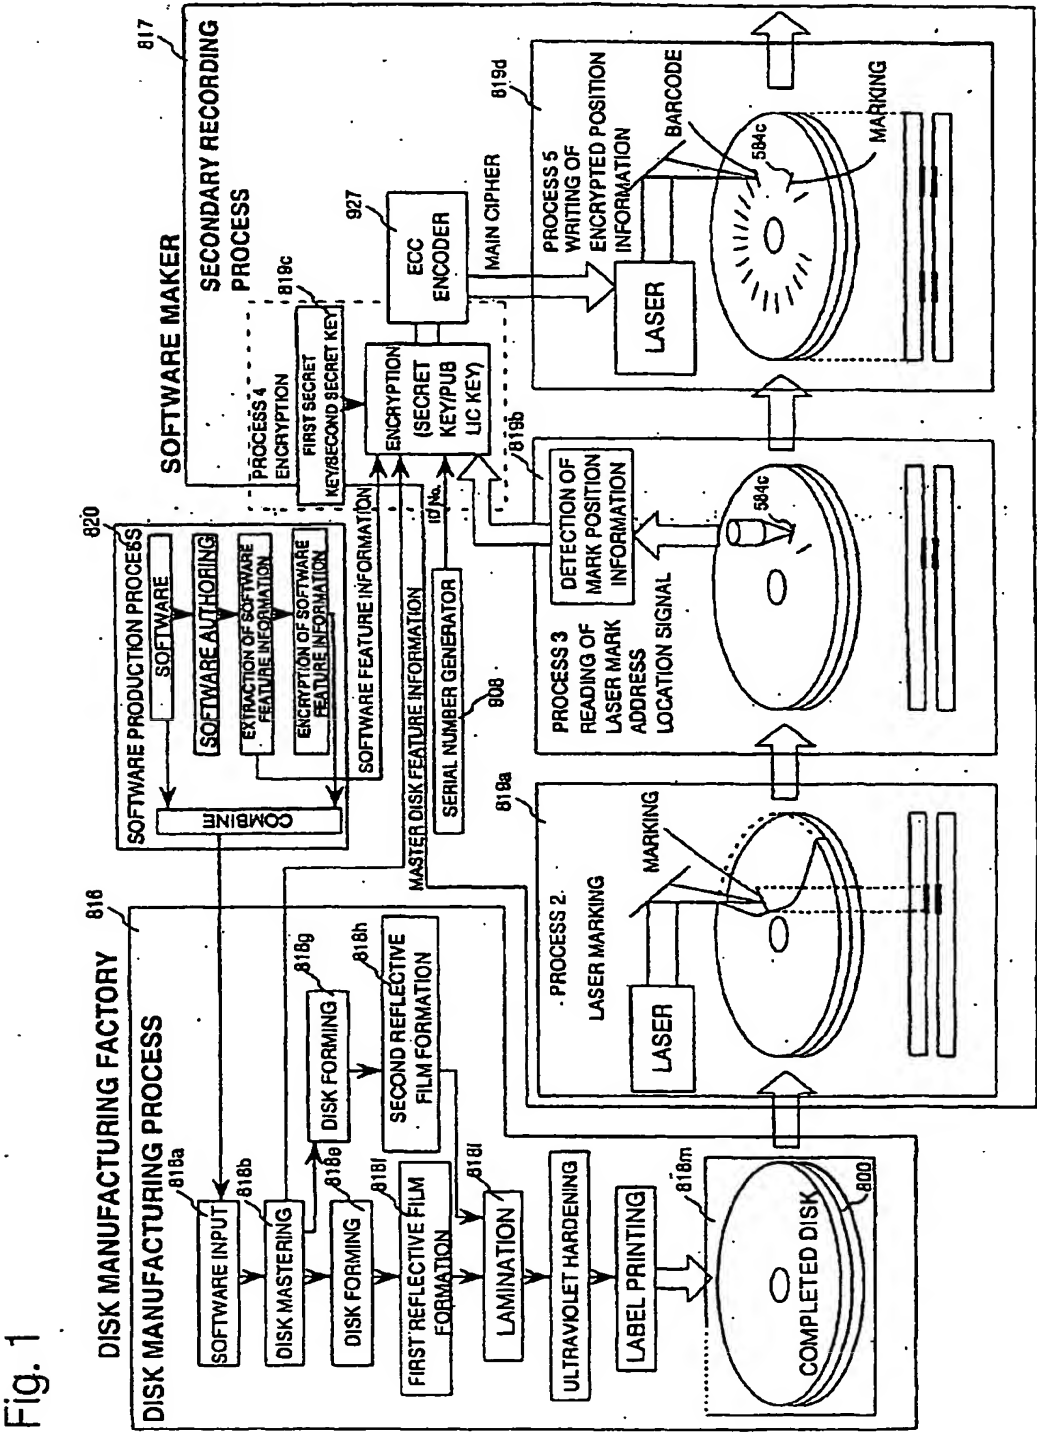 Fig. 1
DISK MANUFACTURING FACTORY
DISK MANUFACTURING PROCESS
816
818a
SOFTWARE INPUT
818b
DISK MASTERING
818e
DISK FORMING
818g
DISK FORMING
818f
FIRST REFLECTIVE FILM
FORMATION
818h
SECOND REFLECTIVE
FILM FORMATION
818i
LAMINATION
ULTRAVIOLET HARDENING
LABEL PRINTING
818m
COMPLETED DISK
800
SOFTWARE PRODUCTION PROCESS
820
SOFTWARE
SOFTWARE AUTHORING
EXTRACTION OF SOFTWARE
FEATURE INFORMATION
ENCRYPTION OF SOFTWARE
FEATURE INFORMATION
COMBINE
SOFTWARE FEATURE INFORMATION
MASTER DISK FEATURE INFORMATION
SERIAL NUMBER GENERATOR
908
ID No.
SOFTWARE MAKER
817
SECONDARY RECORDING
PROCESS
PROCESS 4
ENCRYPTION
819c
FIRST SECRET
KEY/SECOND SECRET KEY
ENCRYPTION
(SECRET
KEY/PUB
LIC KEY)
927
ECC
ENCODER
MAIN CIPHER
819a
PROCESS 2
LASER MARKING
LASER
MARKING
819b
PROCESS 3
READING OF
LASER MARK
ADDRESS
LOCATION SIGNAL
DETECTION OF
MARK POSITION
INFORMATION
584c
819d
PROCESS 5
WRITING OF
ENCRYPTED POSITION
INFORMATION
LASER
BARCODE
584c
MARKING